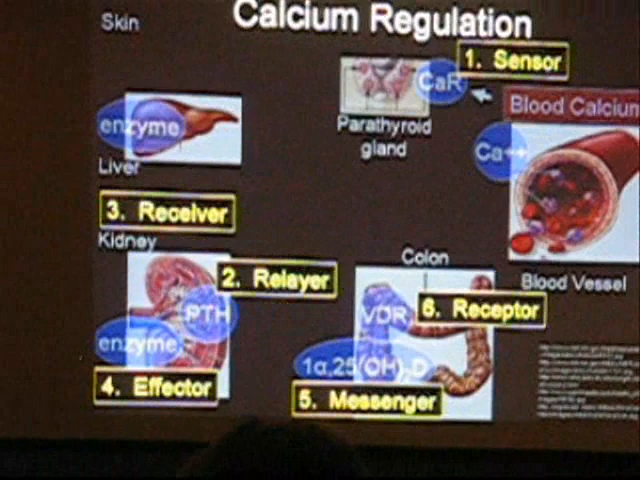 Calcium Regulation
Skin
1. Sensor
CaR
Blood Calcium
Parathyroid
gland
enzyme
Ca++
Liver
3. Receiver
Kidney
Colon
2. Relayer
Blood Vessel
PTH
VDR
6. Receptor
enzyme
1α,25(OH)2D
4. Effector
5. Messenger